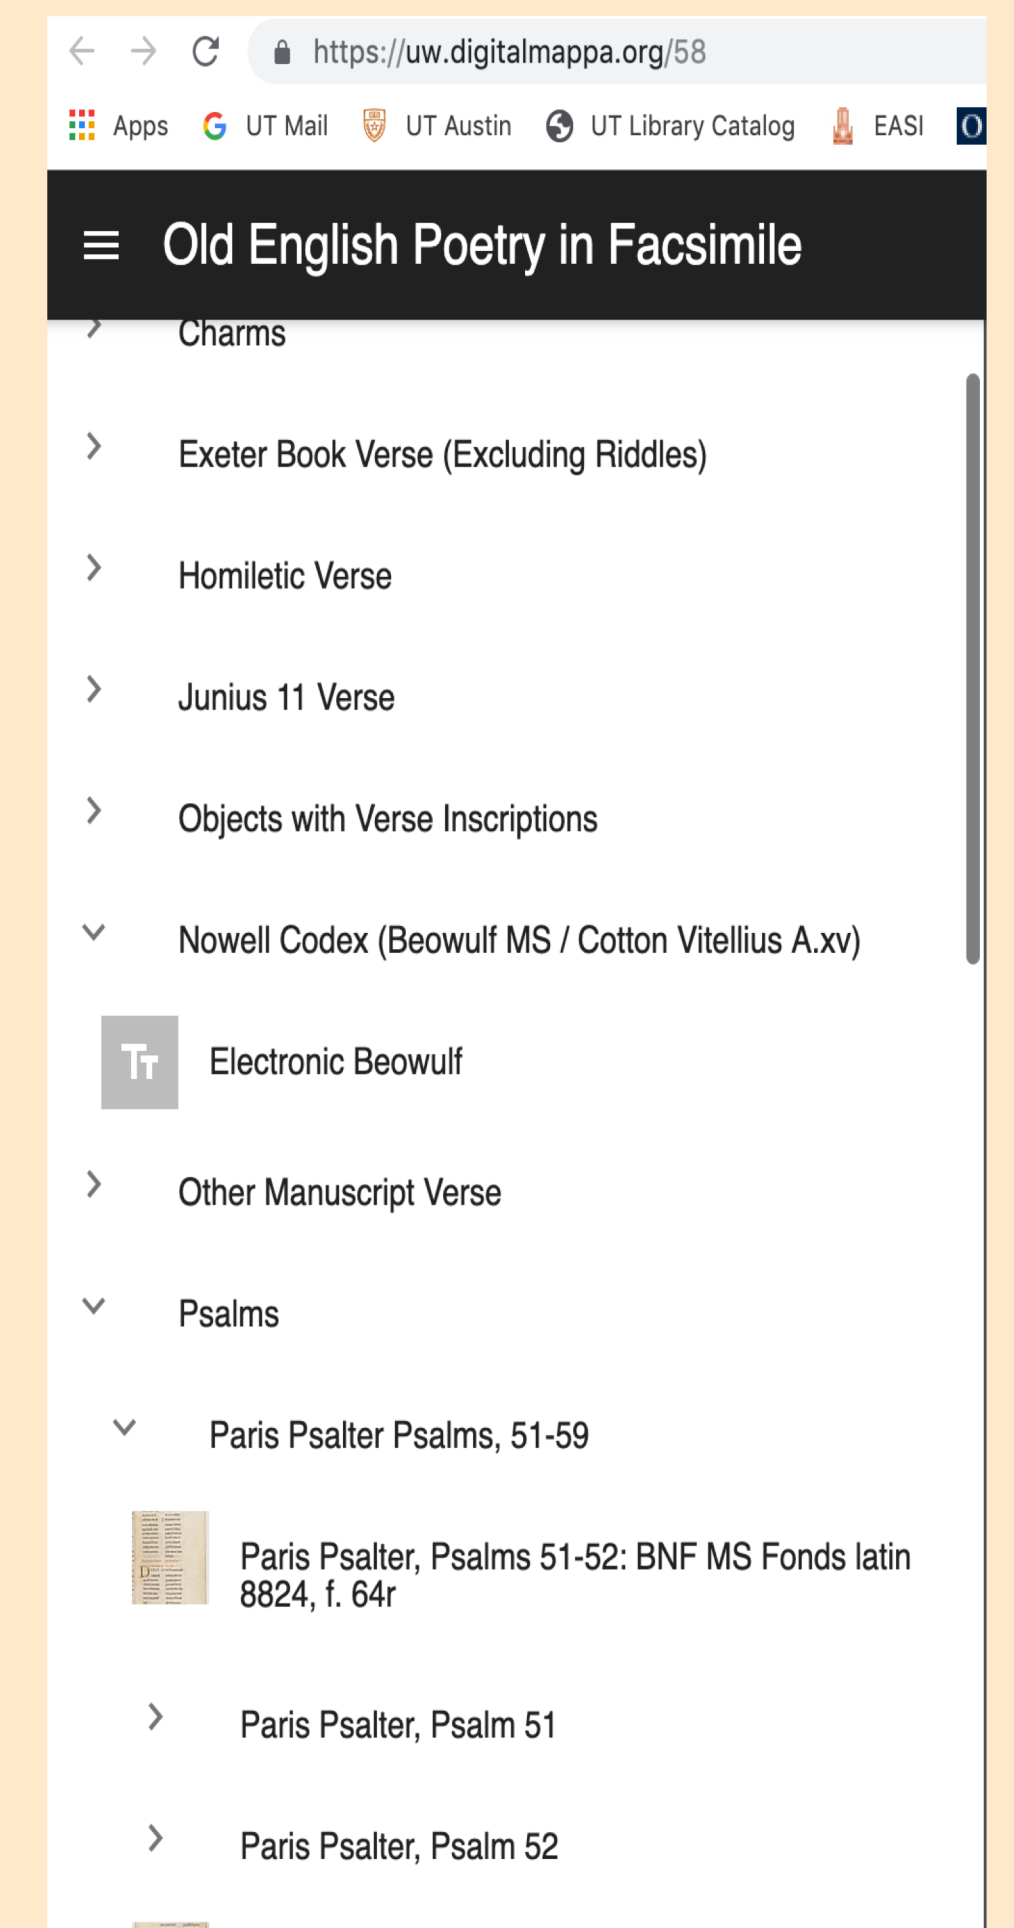 https://uw.digitalmappa.org/58
Apps G UT Mail UT Austin UT Library Catalog EASI O
Old English Poetry in Facsimile
Charms
Exeter Book Verse (Excluding Riddles)
Homiletic Verse
Junius 11 Verse
Objects with Verse Inscriptions
Nowell Codex (Beowulf MS / Cotton Vitellius A.xv)
TT Electronic Beowulf
Other Manuscript Verse
Psalms
Paris Psalter Psalms, 51-59
Paris Psalter, Psalms 51-52: BNF MS Fonds latin
8824, f. 64r
Paris Psalter, Psalm 51
Paris Psalter, Psalm 52